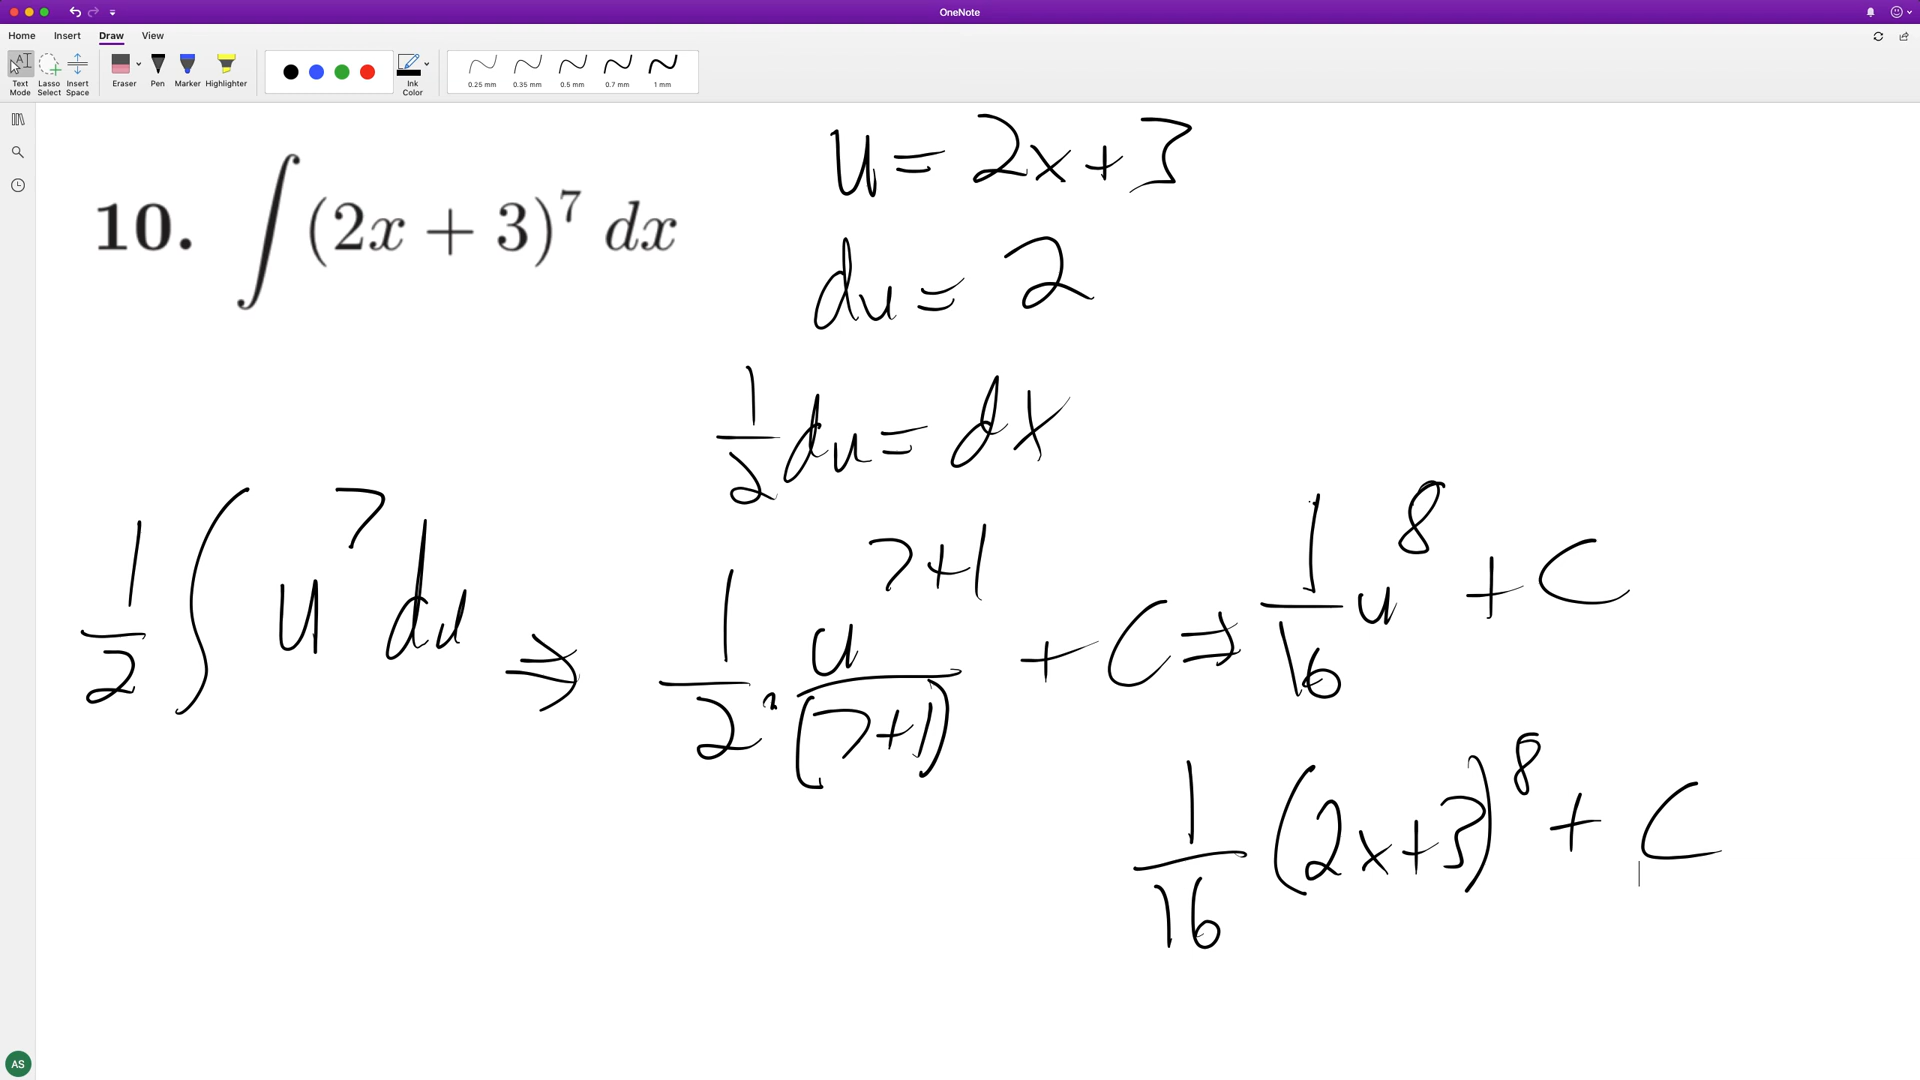 OneNote
Home Insert Draw View
Text Mode Lasso Select Insert Space Eraser Pen Marker Highlighter Ink Color 0.25 mm 0.35 mm 0.5 mm 0.7 mm 1 mm
u = 2x+3
10. ∫(2x + 3)⁷ dx
du = 2
1/2 du = dx
1/2 ∫ u⁷ du ⇒ 1/2 · u^(7+1)/(7+1) + C ⇒ 1/16 u⁸ + C
1/16 (2x+3)⁸ + C
AS